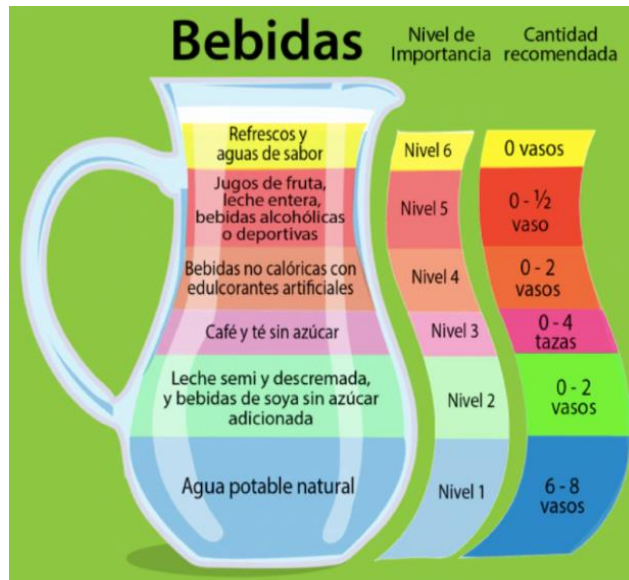 Bebidas
Nivel de
Importancia
Cantidad
recomendada
Refrescos y
aguas de sabor
Nivel 6
0 vasos
Jugos de fruta,
leche entera,
bebidas alcohólicas
o deportivas
Nivel 5
0 - ½
vaso
Bebidas no calóricas con
edulcorantes artificiales
Nivel 4
0 - 2
vasos
Café y té sin azúcar
Nivel 3
0 - 4
tazas
Leche semi y descremada,
y bebidas de soya sin azúcar
adicionada
Nivel 2
0 - 2
vasos
Agua potable natural
Nivel 1
6 - 8
vasos